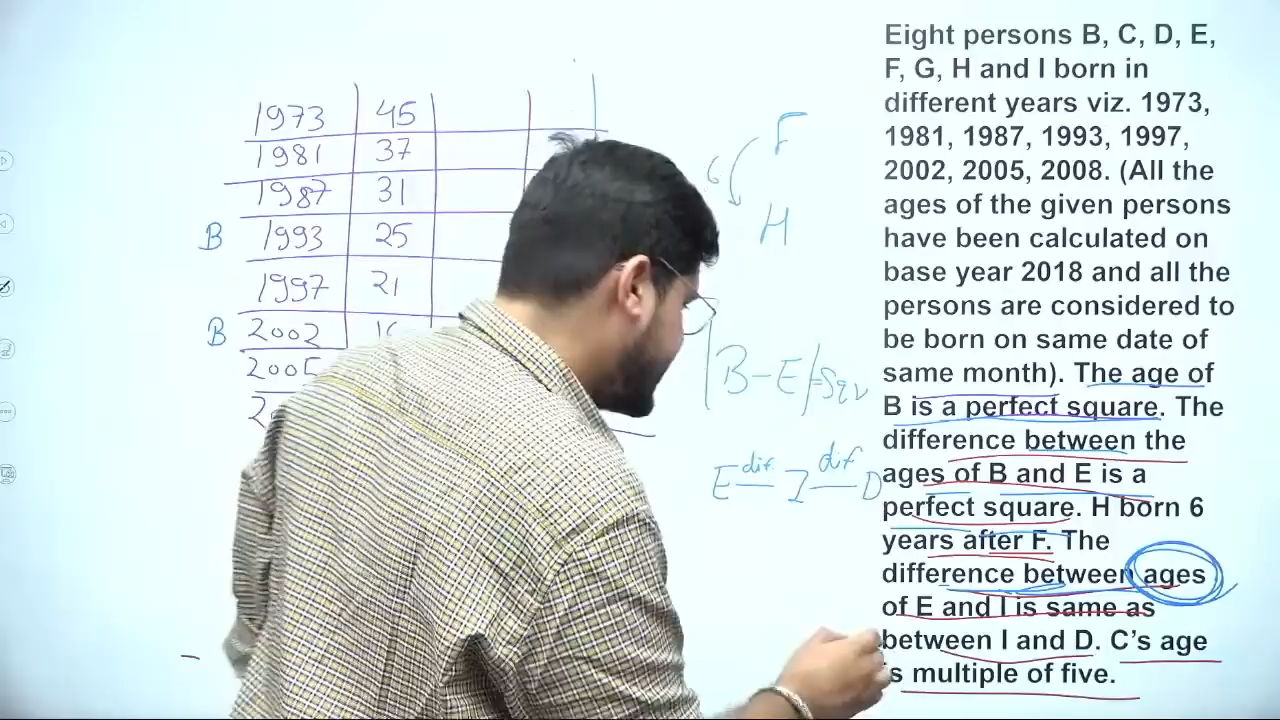 1973 45
1981 37
1987 31
B 1993 25
1997 21
B 2002
2005
F
6
H
|B-E|=Sqr
E dif. I dif D
Eight persons B, C, D, E,
F, G, H and I born in
different years viz. 1973,
1981, 1987, 1993, 1997,
2002, 2005, 2008. (All the
ages of the given persons
have been calculated on
base year 2018 and all the
persons are considered to
be born on same date of
same month). The age of
B is a perfect square. The
difference between the
ages of B and E is a
perfect square. H born 6
years after F. The
difference between ages
of E and I is same as
between I and D. C's age
is multiple of five.